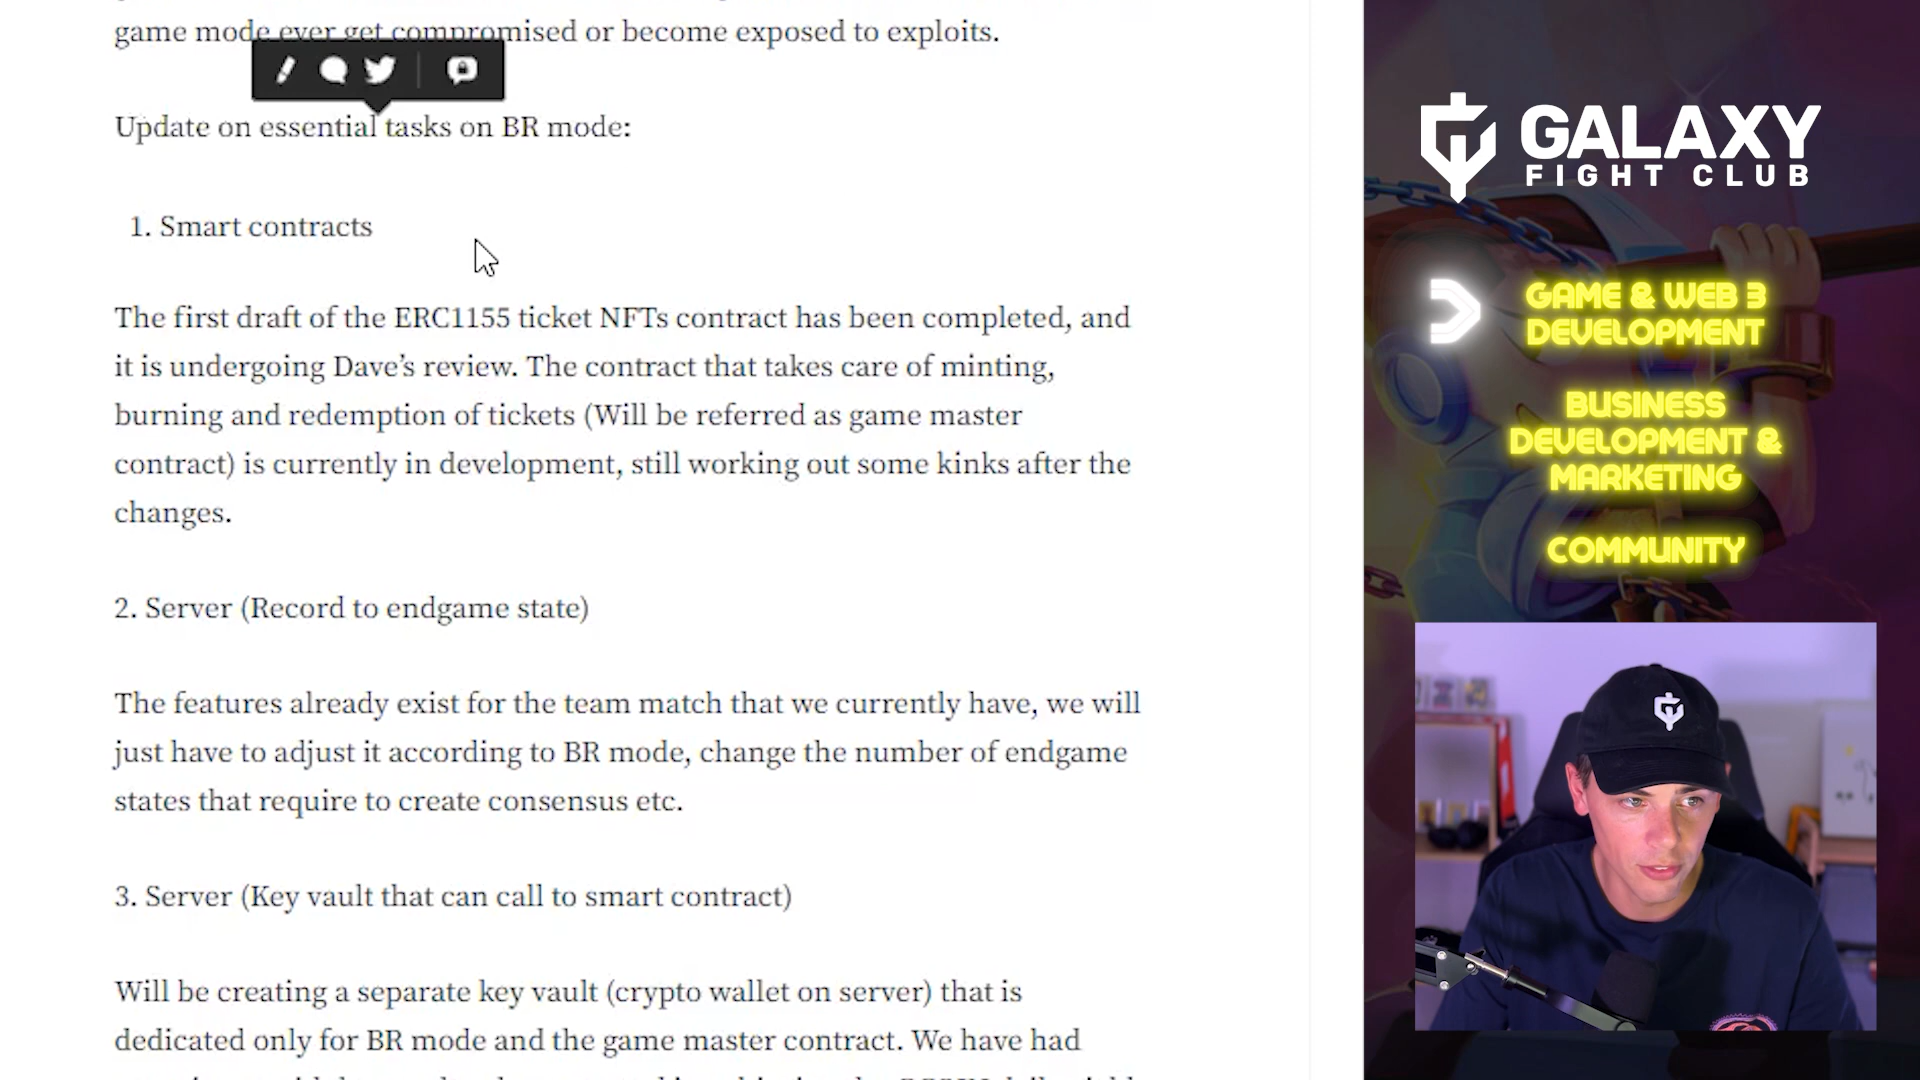 game mode ever get compromised or become exposed to exploits.
Update on essential tasks on BR mode:
1. Smart contracts
The first draft of the ERC1155 ticket NFTs contract has been completed, and
it is undergoing Dave’s review. The contract that takes care of minting,
burning and redemption of tickets (Will be referred as game master
contract) is currently in development, still working out some kinks after the
changes.
2. Server (Record to endgame state)
The features already exist for the team match that we currently have, we will
just have to adjust it according to BR mode, change the number of endgame
states that require to create consensus etc.
3. Server (Key vault that can call to smart contract)
Will be creating a separate key vault (crypto wallet on server) that is
dedicated only for BR mode and the game master contract. We have had
GALAXY
FIGHT CLUB
GAME & WEB 3
DEVELOPMENT
BUSINESS
DEVELOPMENT &
MARKETING
COMMUNITY